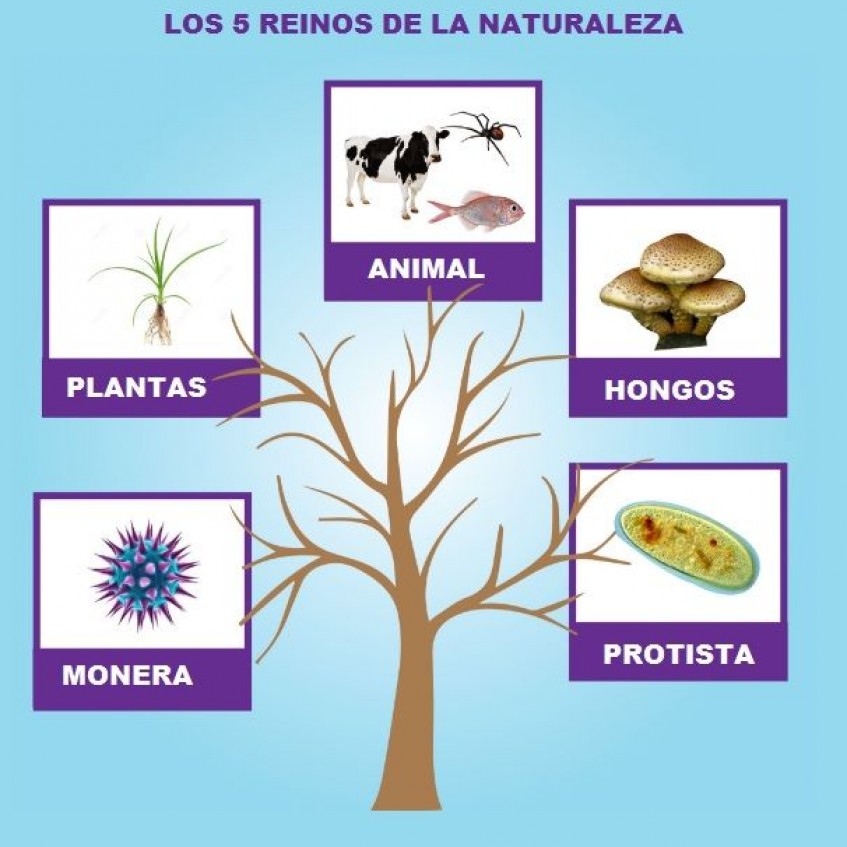 LOS 5 REINOS DE LA NATURALEZA
ANIMAL
PLANTAS
HONGOS
MONERA
PROTISTA